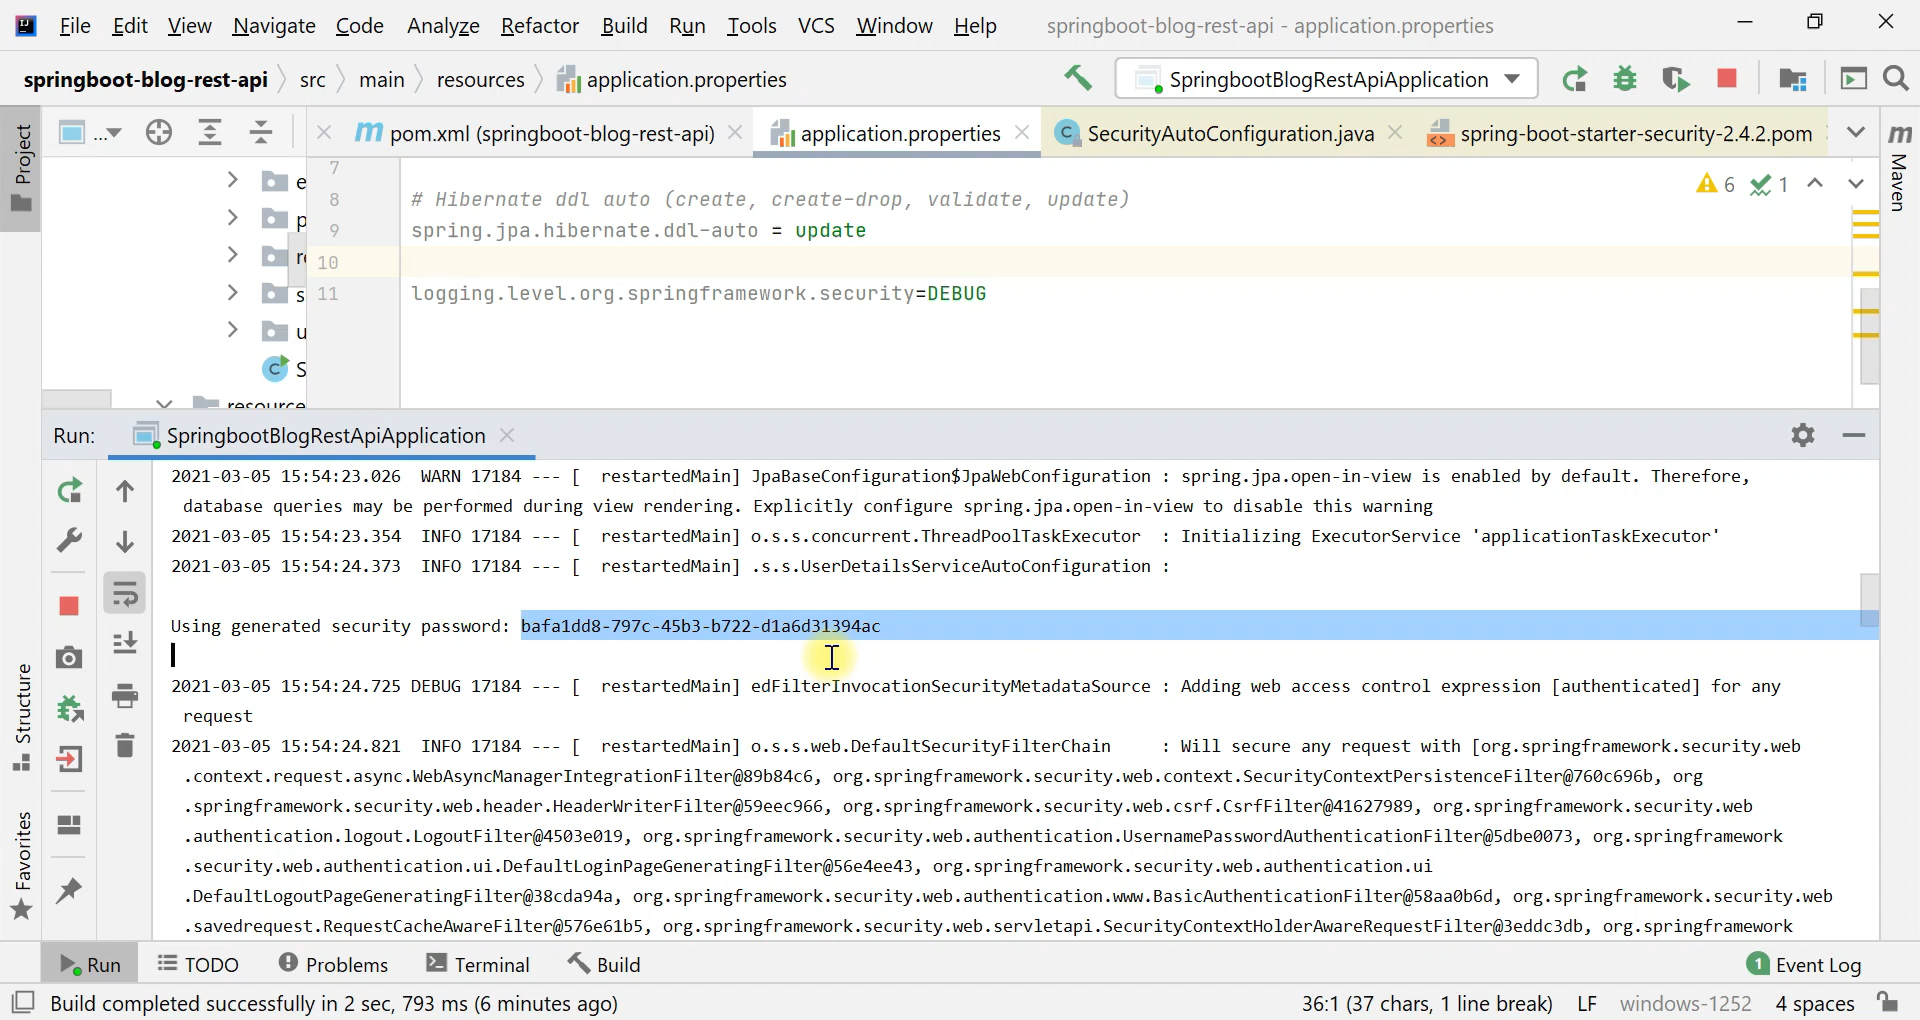 File Edit View Navigate Code Analyze Refactor Build Run Tools VCS Window Help springboot-blog-rest-api - application.properties
springboot-blog-rest-api src main resources application.properties SpringbootBlogRestApiApplication
Project ... pom.xml (springboot-blog-rest-api) application.properties SecurityAutoConfiguration.java spring-boot-starter-security-2.4.2.pom Maven
7
e 8 # Hibernate ddl auto (create, create-drop, validate, update) 6 1
p 9 spring.jpa.hibernate.ddl-auto = update
10
s 11 logging.level.org.springframework.security=DEBUG
u
S
resource
Run: SpringbootBlogRestApiApplication
2021-03-05 15:54:23.026 WARN 17184 --- [ restartedMain] JpaBaseConfiguration$JpaWebConfiguration : spring.jpa.open-in-view is enabled by default. Therefore,
database queries may be performed during view rendering. Explicitly configure spring.jpa.open-in-view to disable this warning
2021-03-05 15:54:23.354 INFO 17184 --- [ restartedMain] o.s.s.concurrent.ThreadPoolTaskExecutor : Initializing ExecutorService 'applicationTaskExecutor'
2021-03-05 15:54:24.373 INFO 17184 --- [ restartedMain] .s.s.UserDetailsServiceAutoConfiguration :
Using generated security password: bafa1dd8-797c-45b3-b722-d1a6d31394ac
2021-03-05 15:54:24.725 DEBUG 17184 --- [ restartedMain] edFilterInvocationSecurityMetadataSource : Adding web access control expression [authenticated] for any
request
2021-03-05 15:54:24.821 INFO 17184 --- [ restartedMain] o.s.s.web.DefaultSecurityFilterChain : Will secure any request with [org.springframework.security.web
.context.request.async.WebAsyncManagerIntegrationFilter@89b84c6, org.springframework.security.web.context.SecurityContextPersistenceFilter@760c696b, org
.springframework.security.web.header.HeaderWriterFilter@59eec966, org.springframework.security.web.csrf.CsrfFilter@41627989, org.springframework.security.web
.authentication.logout.LogoutFilter@4503e019, org.springframework.security.web.authentication.UsernamePasswordAuthenticationFilter@5dbe0073, org.springframework
.security.web.authentication.ui.DefaultLoginPageGeneratingFilter@56e4ee43, org.springframework.security.web.authentication.ui
.DefaultLogoutPageGeneratingFilter@38cda94a, org.springframework.security.web.authentication.www.BasicAuthenticationFilter@58aa0b6d, org.springframework.security.web
.savedrequest.RequestCacheAwareFilter@576e61b5, org.springframework.security.web.servletapi.SecurityContextHolderAwareRequestFilter@3eddc3db, org.springframework
Structure
Favorites
Run TODO Problems Terminal Build 1 Event Log
Build completed successfully in 2 sec, 793 ms (6 minutes ago) 36:1 (37 chars, 1 line break) LF windows-1252 4 spaces